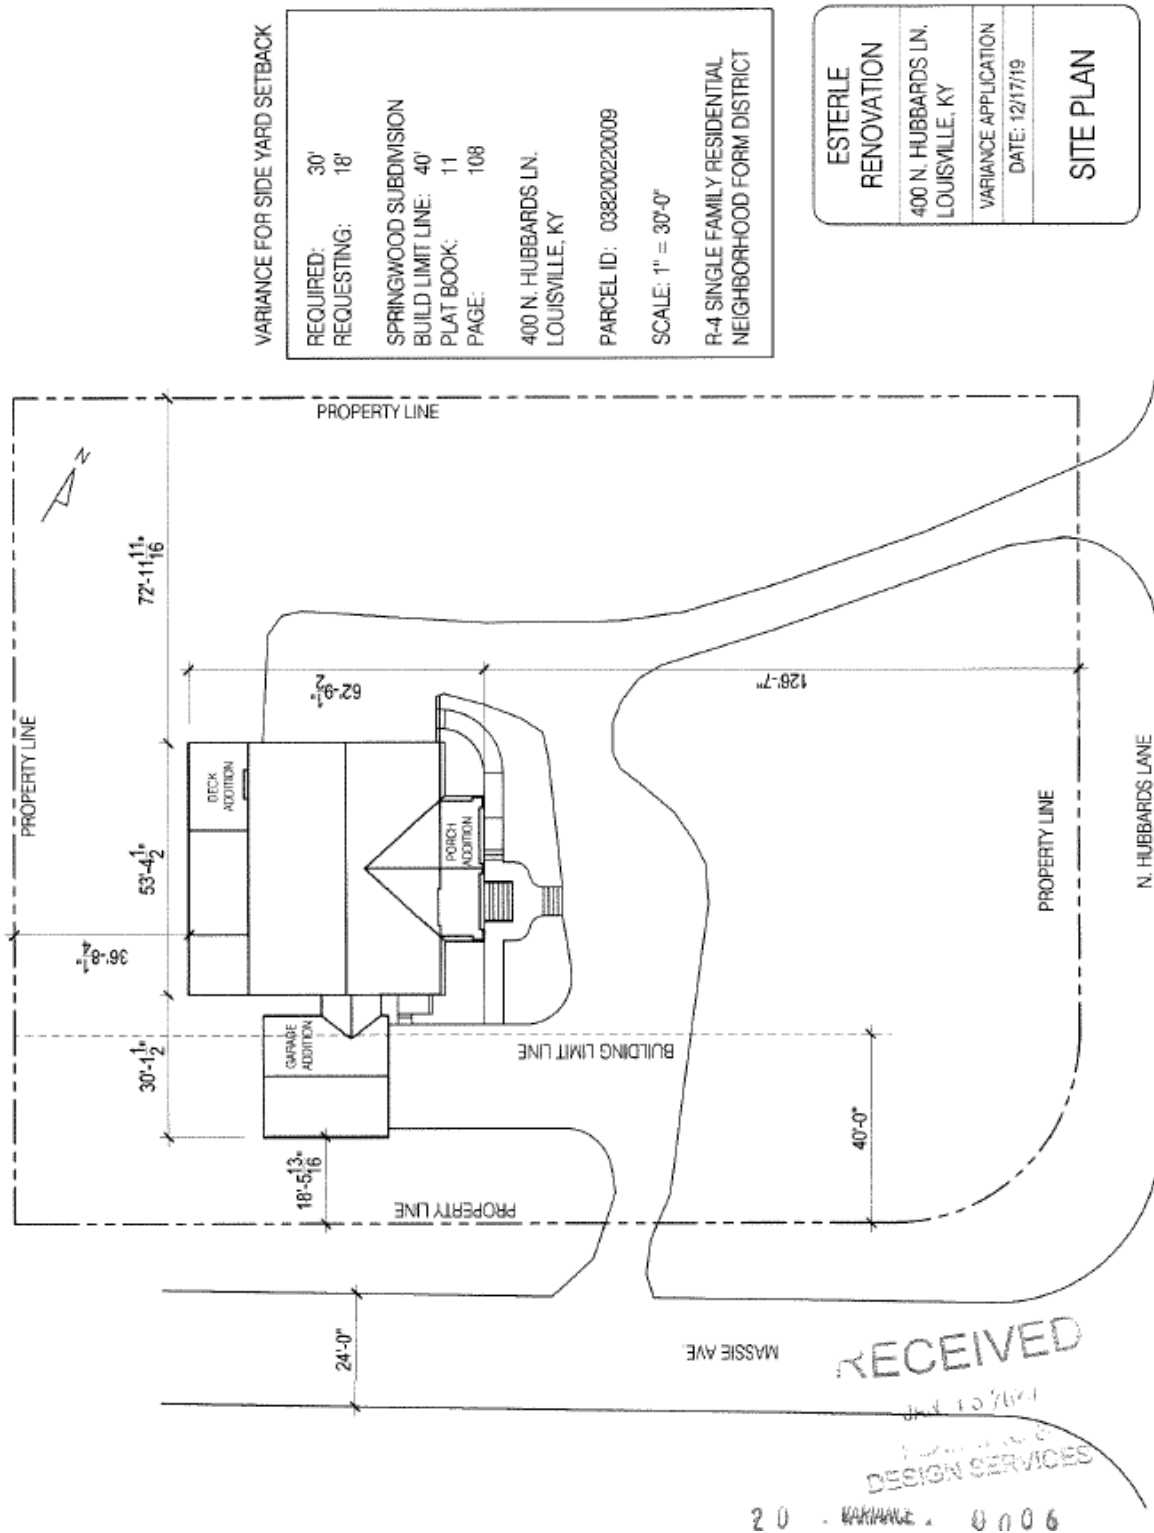 VARIANCE FOR SIDE YARD SETBACK
REQUIRED: 30'
REQUESTING: 18'
SPRINGWOOD SUBDIVISION
BUILD LIMIT LINE: 40'
PLAT BOOK: 11
PAGE: 108
400 N. HUBBARDS LN.
LOUISVILLE, KY
PARCEL ID: 038200220009
SCALE: 1" = 30'-0"
R-4 SINGLE FAMILY RESIDENTIAL
NEIGHBORHOOD FORM DISTRICT
ESTERLE
RENOVATION
400 N. HUBBARDS LN.
LOUISVILLE, KY
VARIANCE APPLICATION
DATE: 12/17/19
SITE PLAN
PROPERTY LINE
N
72'-11 11/16"
PROPERTY LINE
62'-9 1/2"
126'-7"
DECK
ADDITION
PORCH
ADDITION
53'-4 1/2"
36'-8 1/4"
PROPERTY LINE
N. HUBBARDS LANE
GARAGE
ADDITION
30'-1 1/2"
BUILDING LIMIT LINE
40'-0"
18'-5 13/16"
PROPERTY LINE
24'-0"
MASSIE AVE.
RECEIVED
DESIGN SERVICES
20 - VARIANCE - 0006